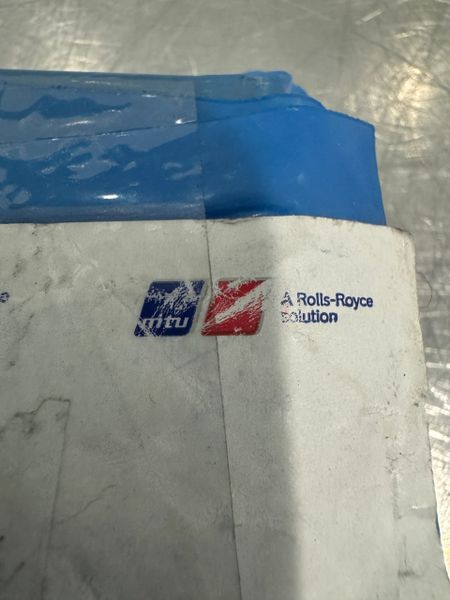 mtu
A Rolls-Royce
solution